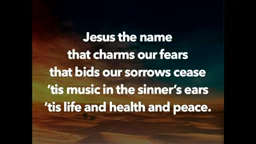 Jesus the name
that charms our fears
that bids our sorrows cease
‘tis music in the sinner’s ears
‘tis life and health and peace.